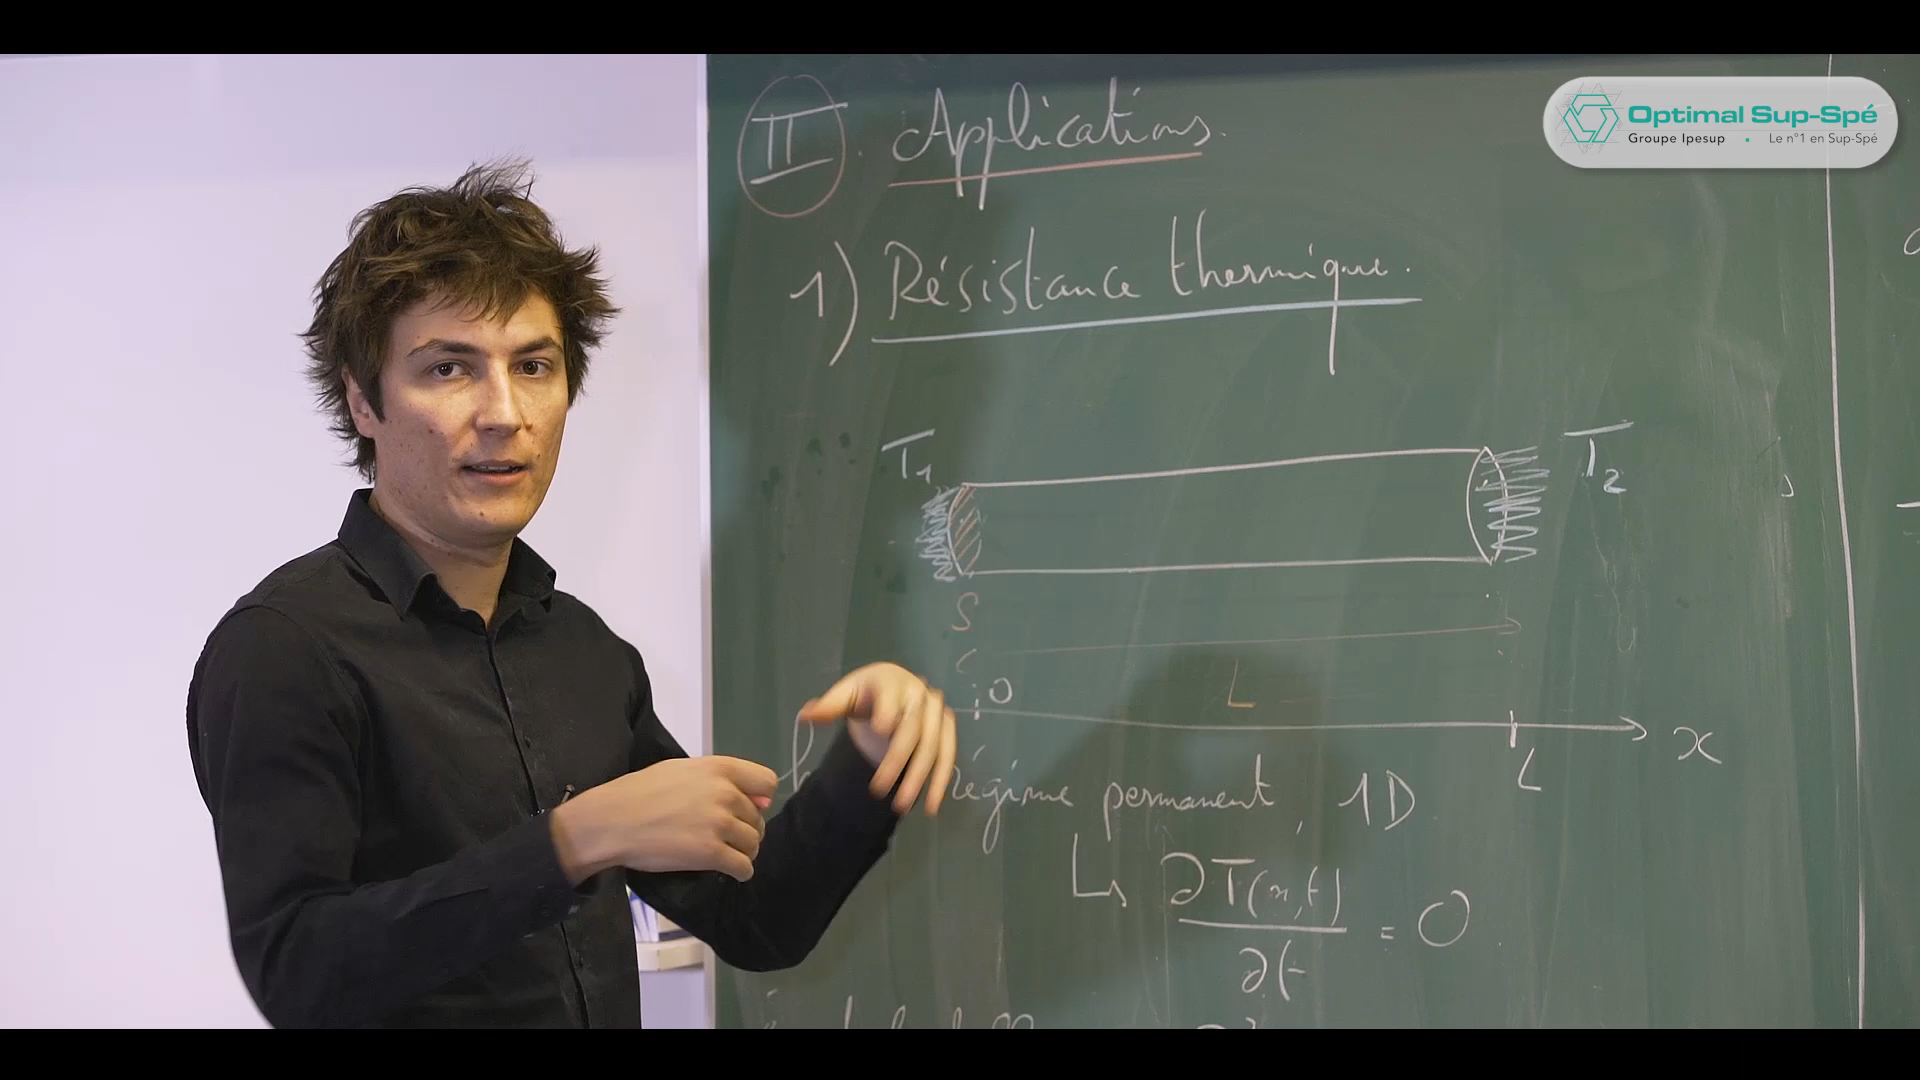 Optimal Sup-Spé
Groupe Ipesup . Le n°1 en Sup-Spé
II. Applications.
1) Résistance thermique.
T1 T2
S
L
0
L x
régime permanent, 1D
↳ ∂T(x,t)
∂t = 0